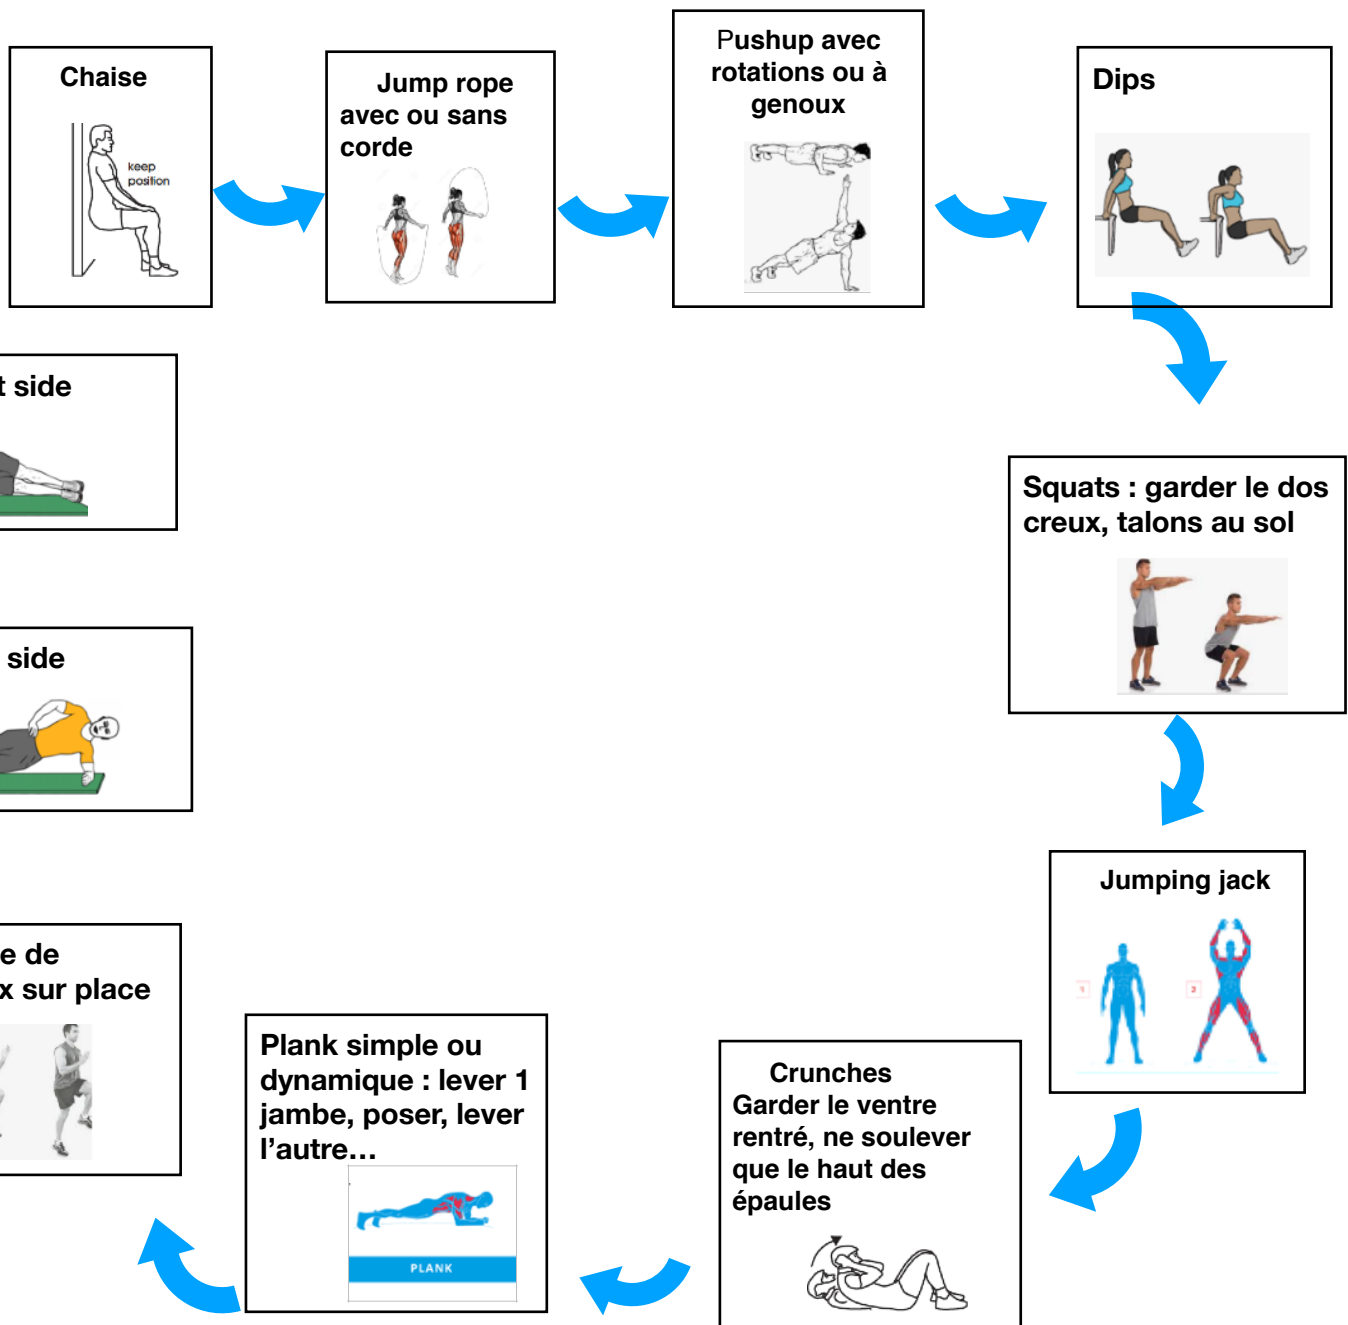 Chaise
keep
position
Jump rope
avec ou sans
corde
Pushup avec
rotations ou à
genoux
Dips
Squats : garder le dos
creux, talons au sol
Jumping jack
1
2
Crunches
Garder le ventre
rentré, ne soulever
que le haut des
épaules
Plank simple ou
dynamique : lever 1
jambe, poser, lever
l’autre…
PLANK
e de
x sur place
side
t side